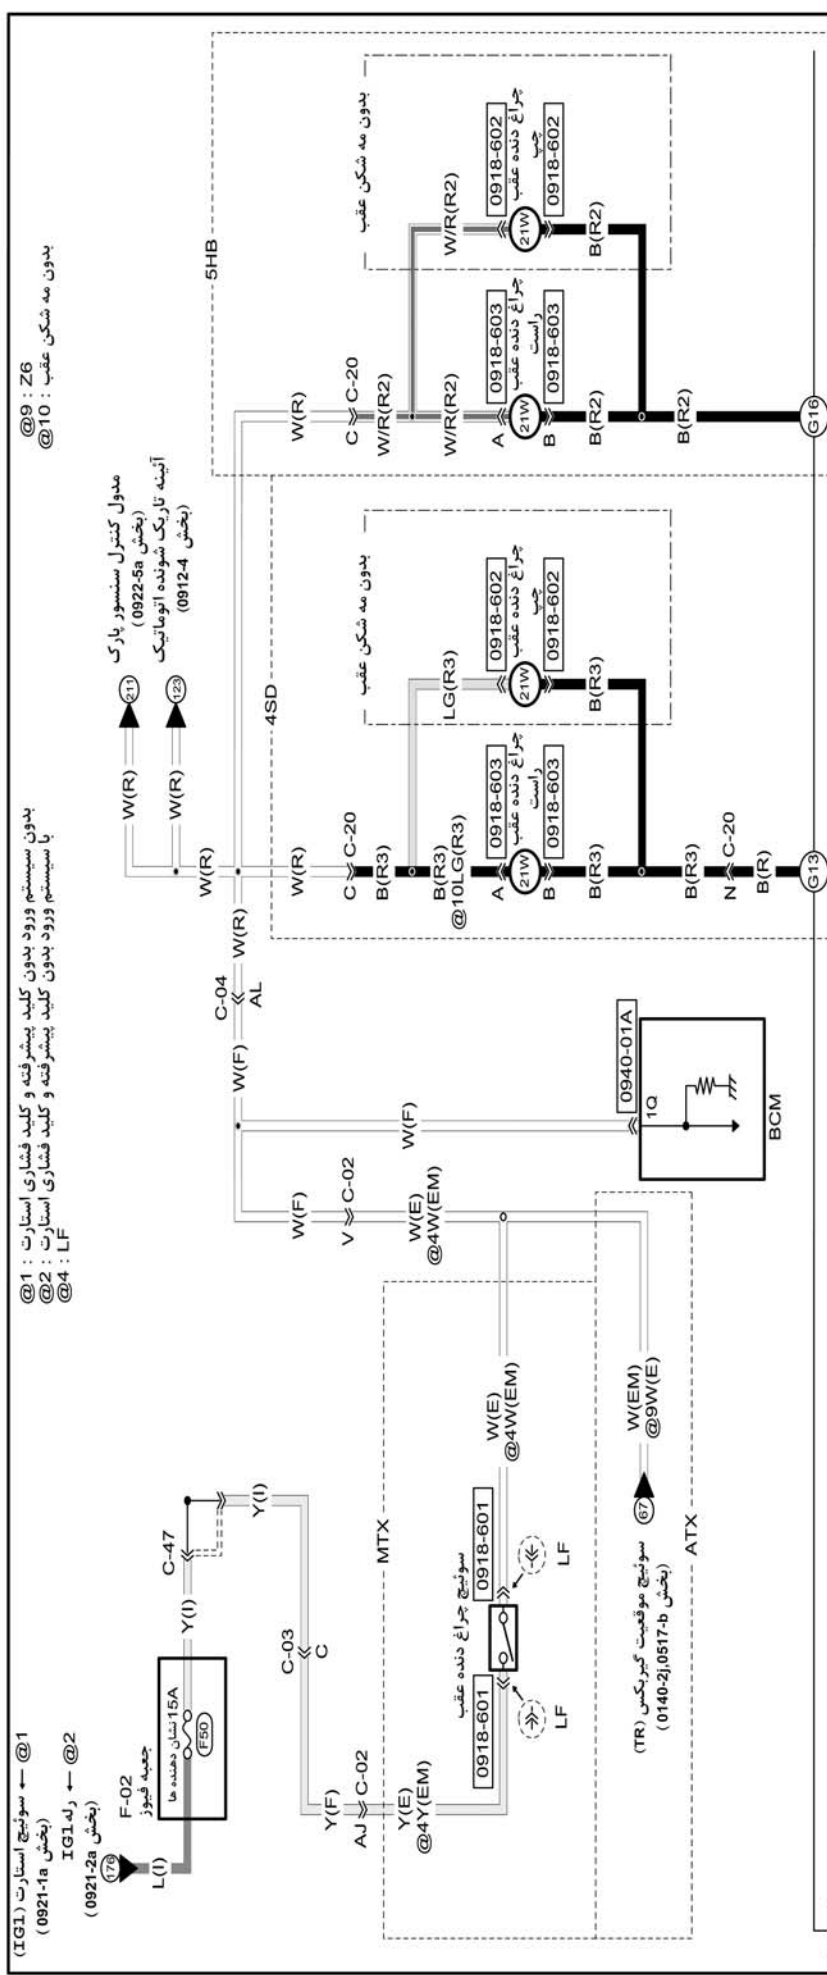 (IG1) سوئیچ استارت ← @1
(بخش 0921-1a)
IG1 رله ← @2
(بخش 0921-2a)
176
L(I)
F-02
جعبه فیوز
15A نشان دهنده ها
F50
Y(I)
C-47
Y(I)
C-03
C
Y(F)
AJ
C-02
Y(E)
@4Y(EM)
MTX
سوئیچ چراغ دنده عقب
0918-601
0918-601
LF
LF
W(E)
@4W(EM)
ATX
سوئیچ موقعیت گیربکس (TR)
(بخش 0140-2j,0517-b)
67
W(EM)
@9W(E)
@1 : بدون سیستم ورود بدون کلید پیشرفته و کلید فشاری استارت
@2 : با سیستم ورود بدون کلید پیشرفته و کلید فشاری استارت
@4 : LF
W(F)
V
C-02
W(E)
@4W(EM)
W(F)
W(F)
0940-01A
1Q
BCM
C-04
AL
W(R)
W(R)
W(R)
W(R)
211
123
مدول کنترل سنسور پارک
(بخش 0922-5a)
آئینه تاریک شونده اتوماتیک
(بخش 0912-4)
@9 : Z6
@10 : بدون مه شکن عقب
4SD
W(R)
C
C-20
B(R3)
B(R3)
@10LG(R3)
A
0918-603
چراغ دنده عقب
راست
21W
B
0918-603
B(R3)
B(R3)
N
C-20
B(R)
G13
بدون مه شکن عقب
LG(R3)
0918-602
چراغ دنده عقب
چپ
21W
0918-602
B(R3)
5HB
W(R)
C
C-20
W/R(R2)
W/R(R2)
A
0918-603
چراغ دنده عقب
راست
21W
B
0918-603
B(R2)
B(R2)
G16
بدون مه شکن عقب
W/R(R2)
0918-602
چراغ دنده عقب
چپ
21W
0918-602
B(R2)